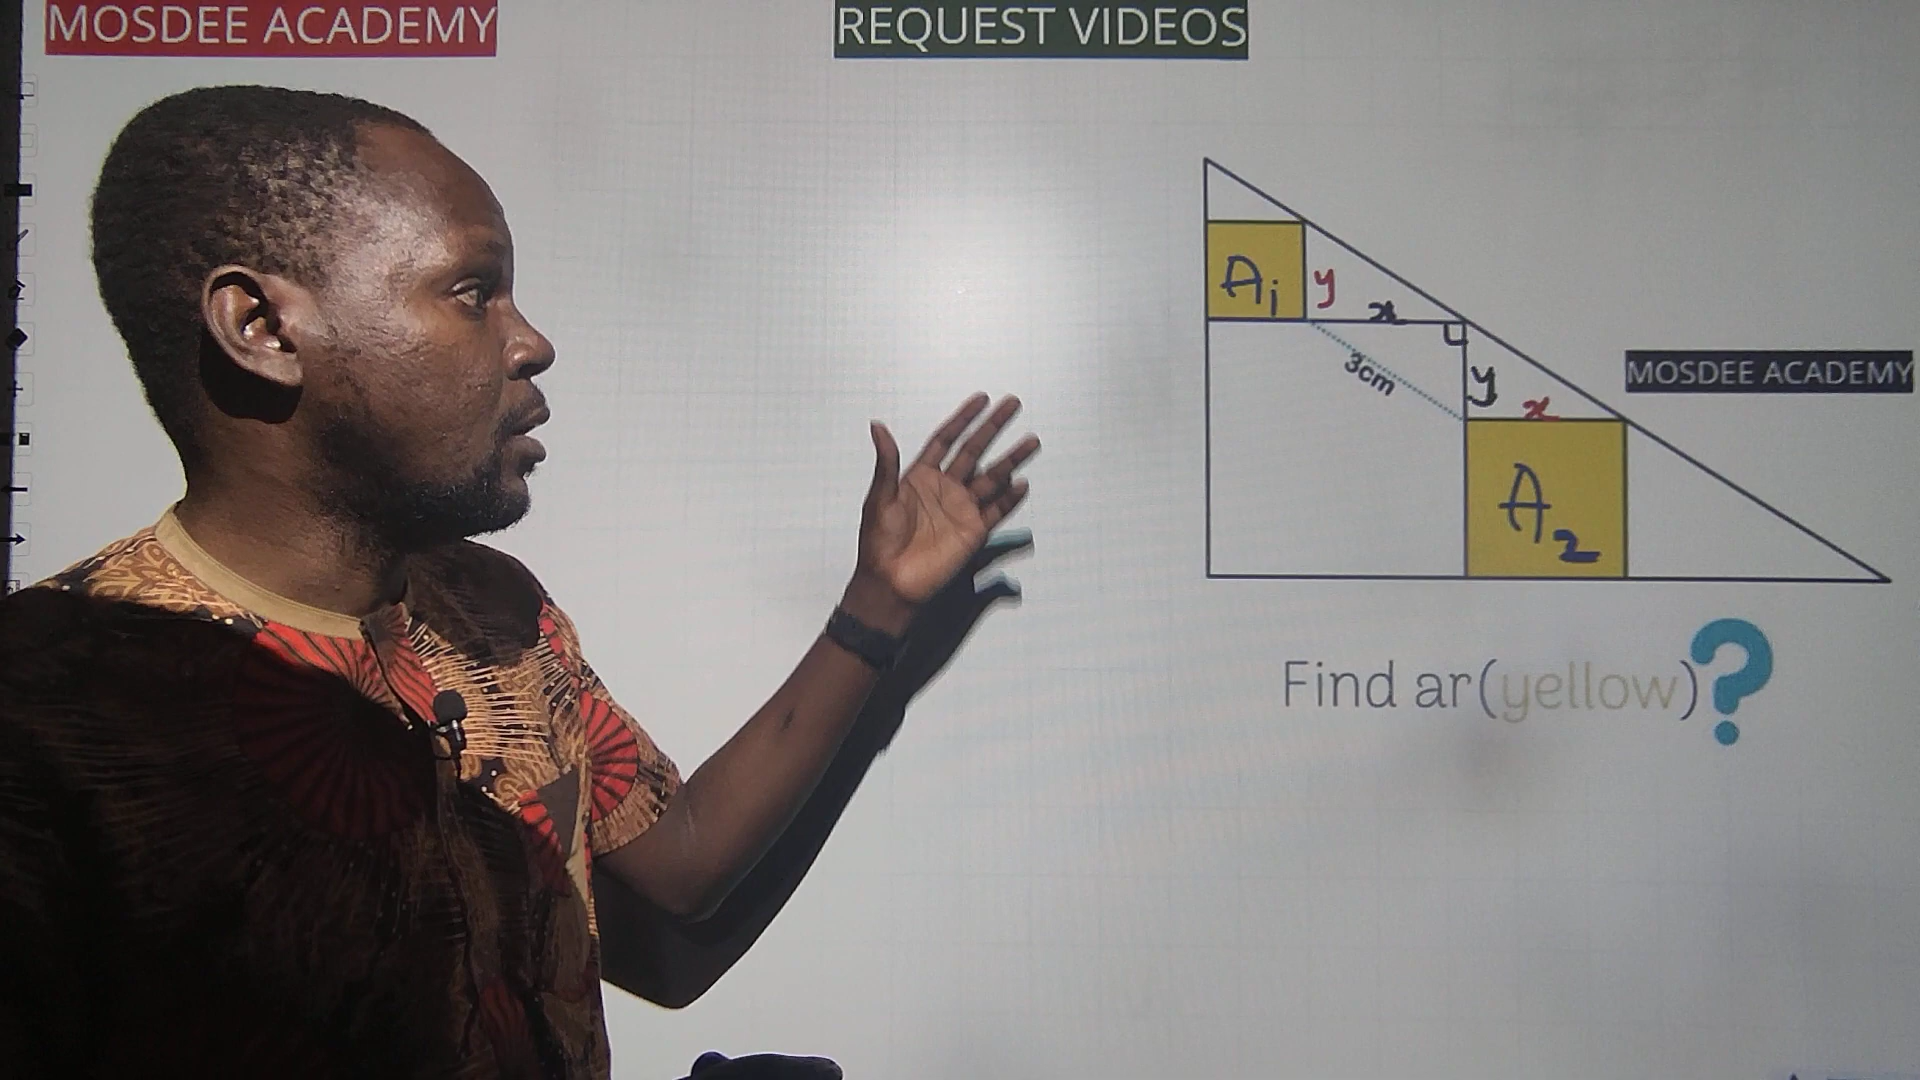 MOSDEE ACADEMY
REQUEST VIDEOS
A1
y
x
3cm
y
x
MOSDEE ACADEMY
A2
Find ar(yellow)?